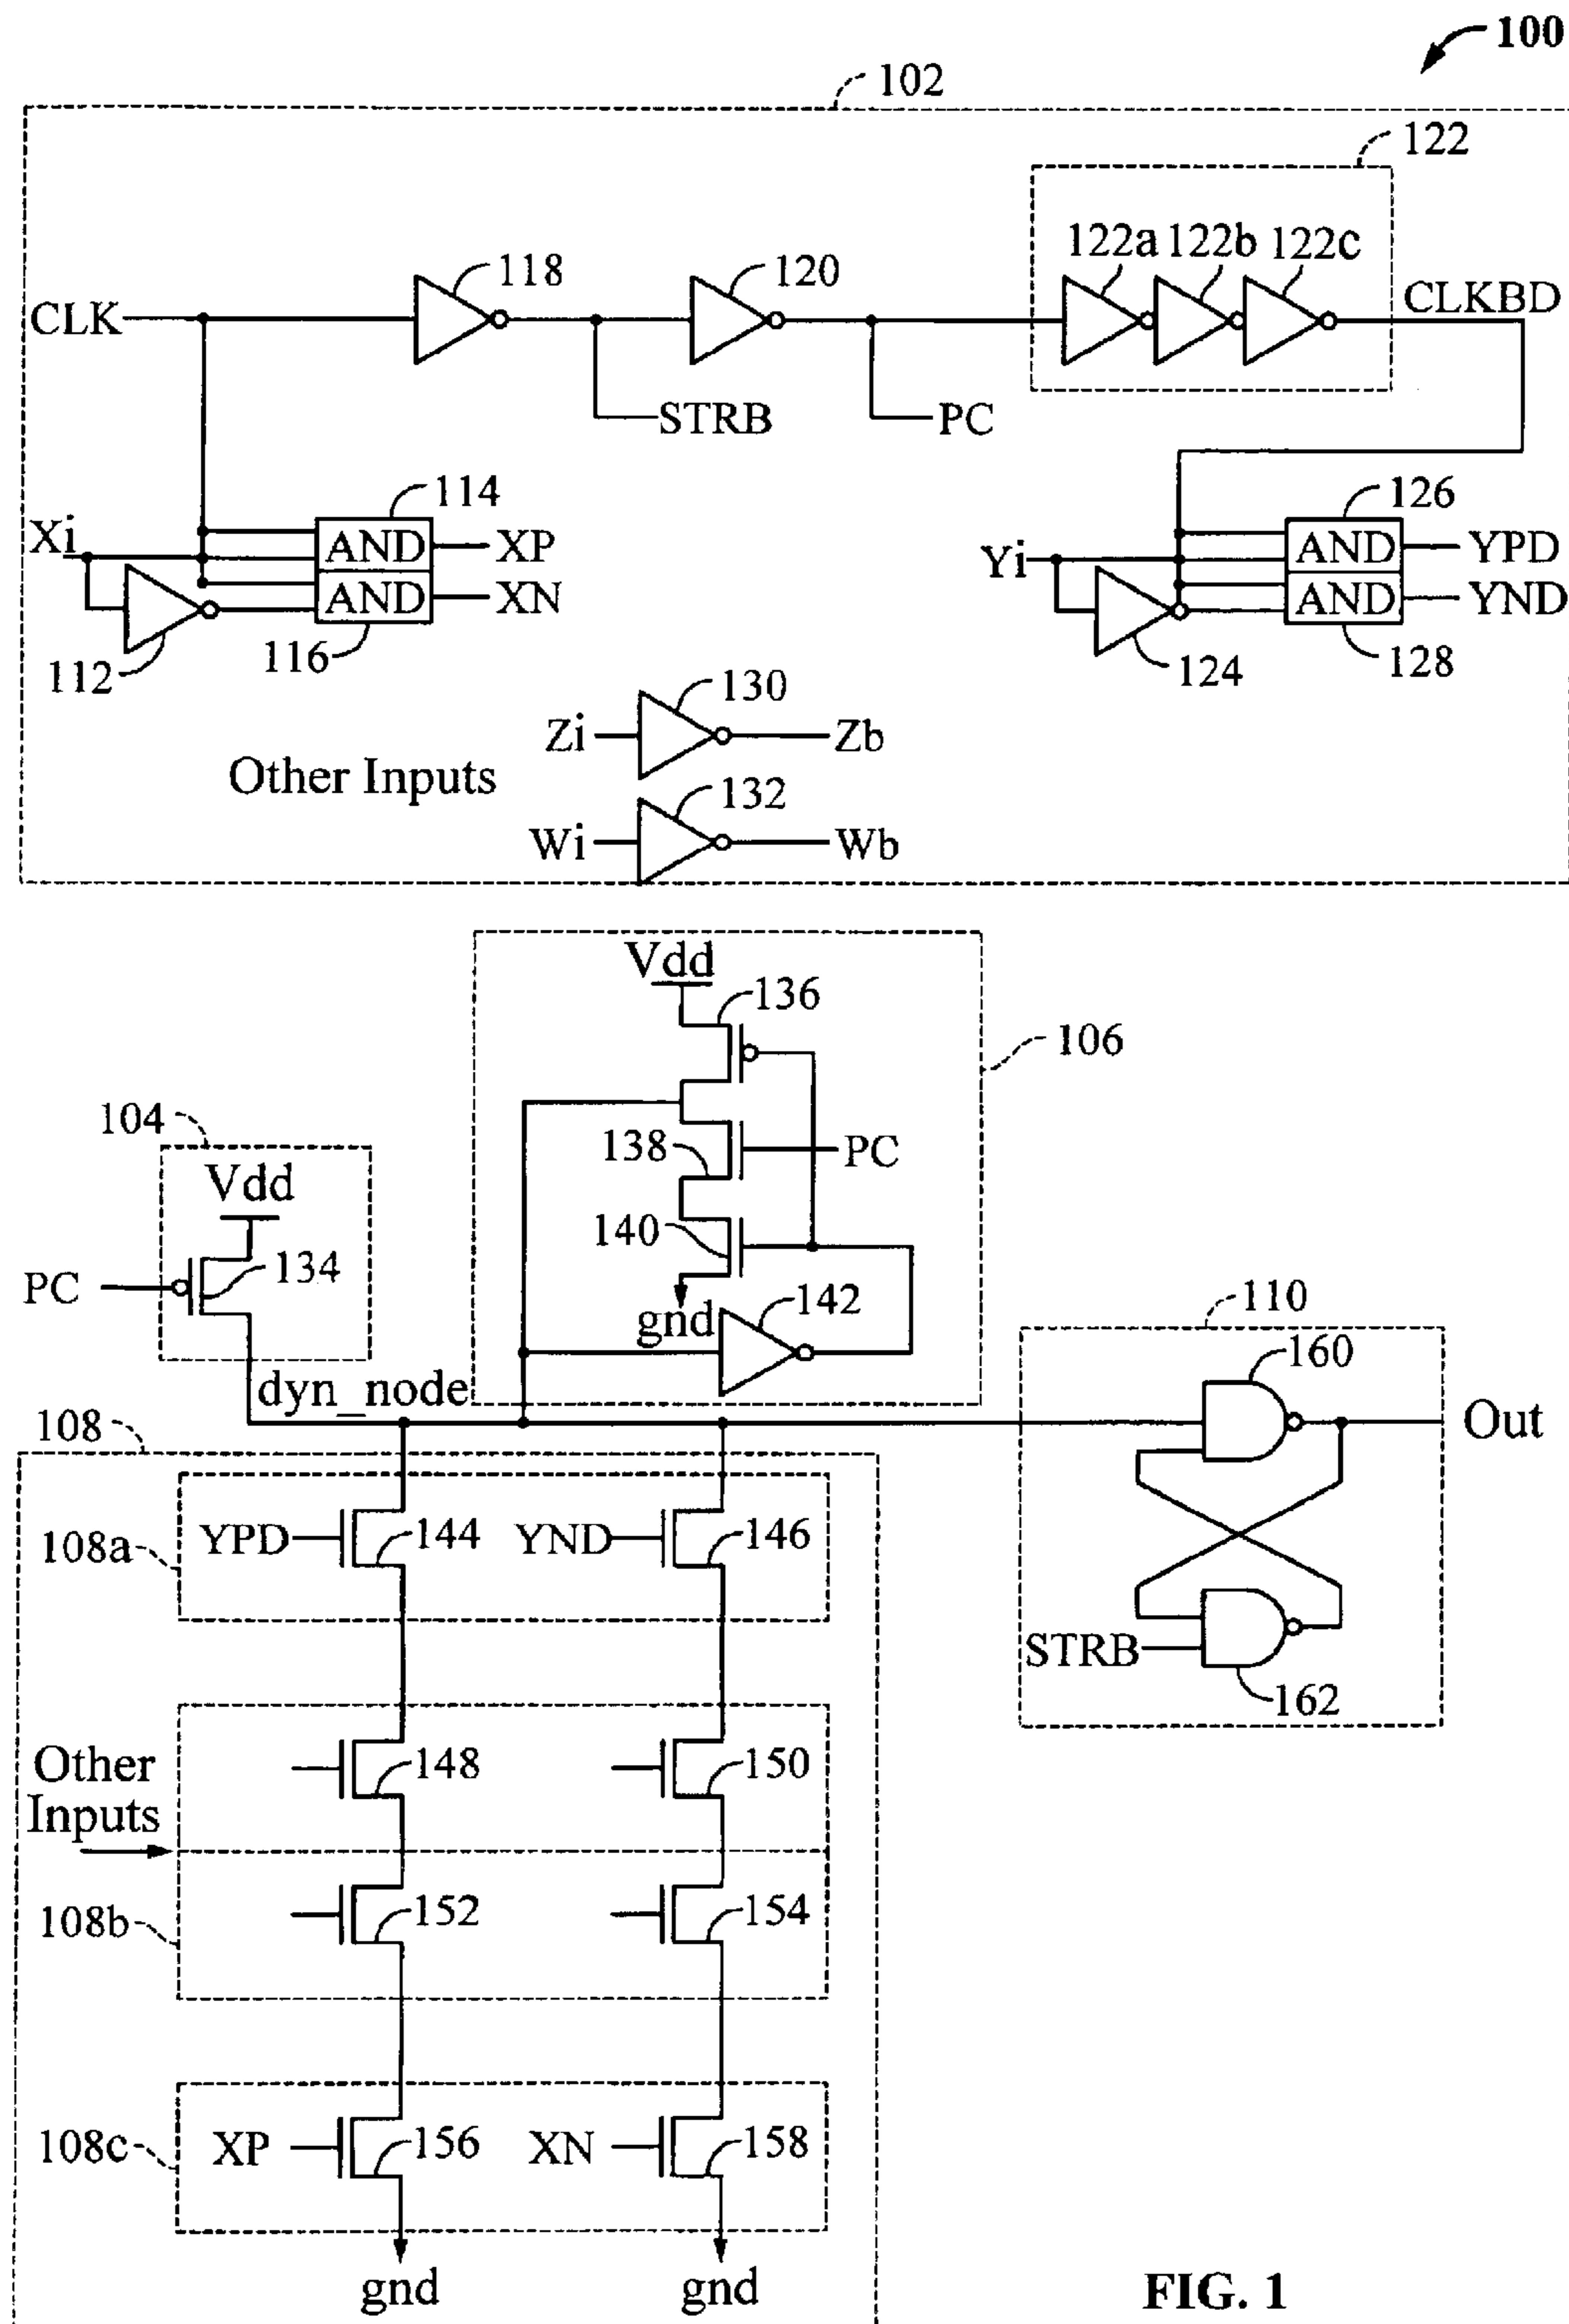 100
102
122
122a 122b 122c
118
120
CLK
CLKBD
STRB
PC
114
126
Xi
AND
XP
AND
XN
112
116
Yi
AND
YPD
AND
YND
124
128
130
Zi
Zb
Other Inputs
132
Wi
Wb
Vdd
136
106
104
138
PC
Vdd
140
PC
134
gnd
142
110
160
dyn_node
108
Out
YPD
144
YND
146
108a
STRB
162
Other
Inputs
148
150
108b
152
154
108c
XP
156
XN
158
gnd
gnd
FIG. 1